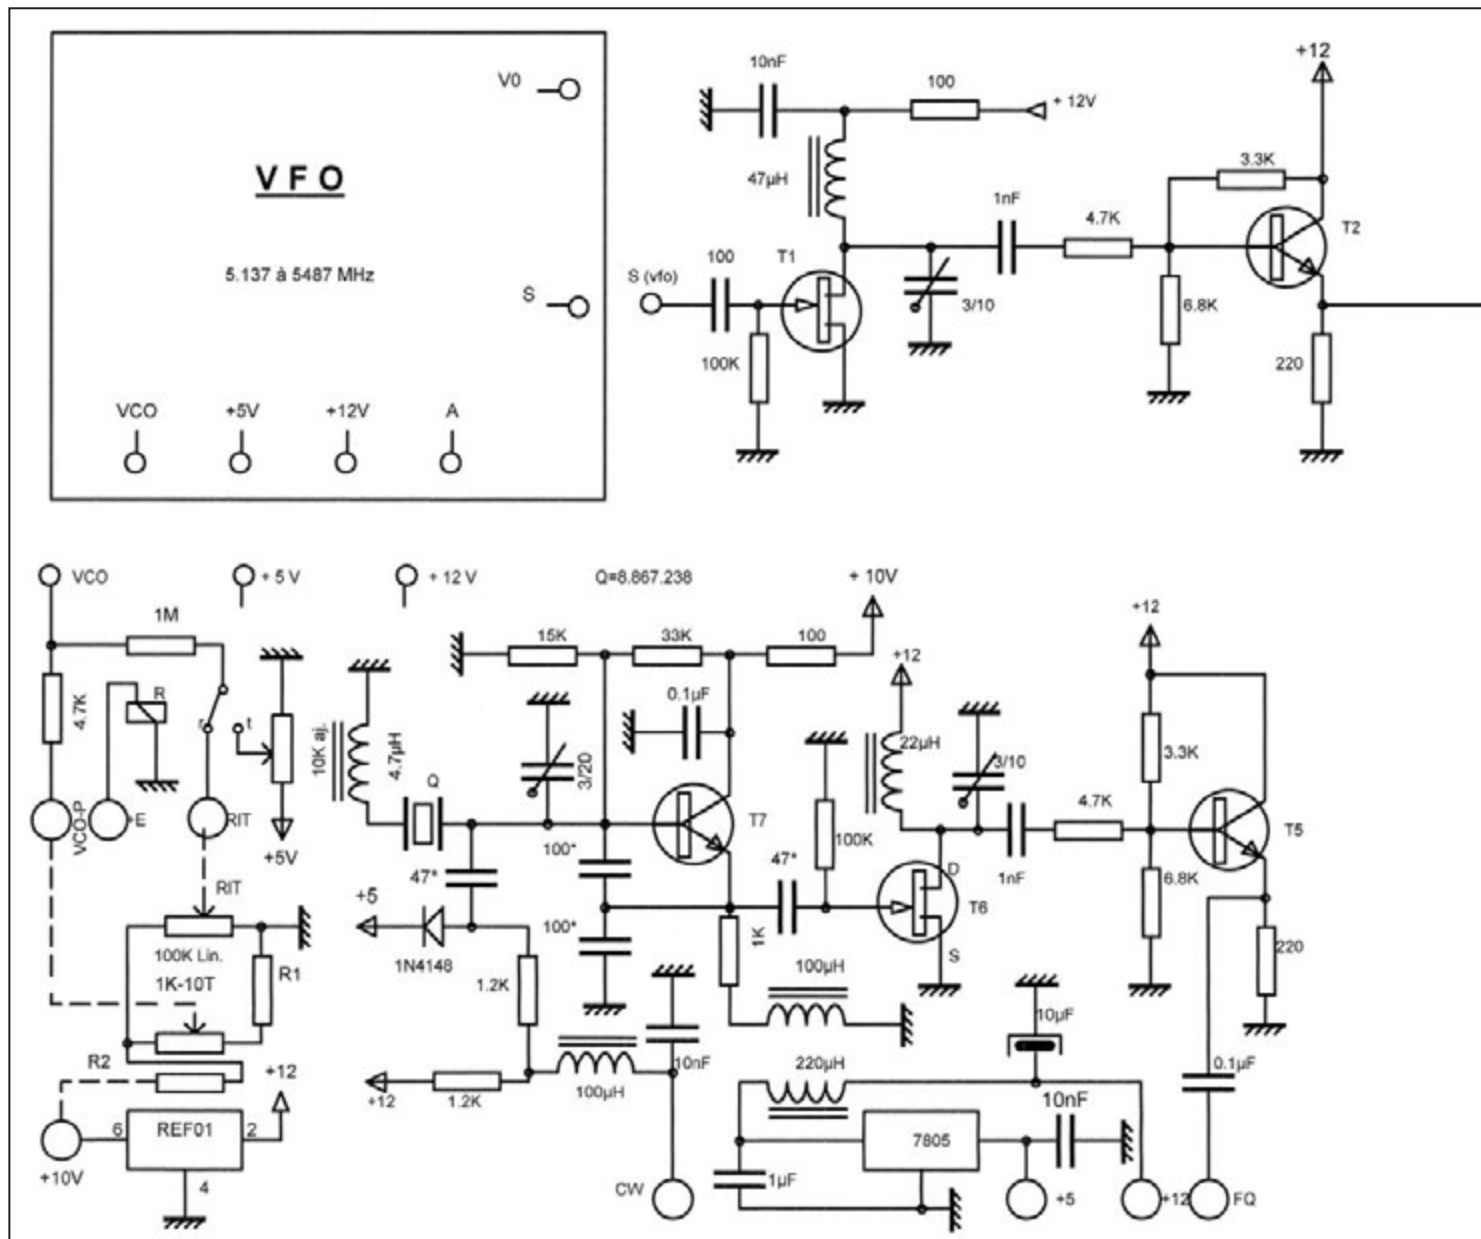 V0
VFO
5.137 à 5487 MHz
S
VCO
+5V
+12V
A
10nF
100
+ 12V
47µH
S (vfo)
100
T1
100K
3/10
1nF
4.7K
3.3K
+12
T2
6.8K
220
VCO
+ 5 V
+ 12 V
Q=8.867.238
+ 10V
1M
4.7K
R
r
t
VCO-P
+E
RIT
+5V
10K aj.
4.7µH
Q
15K
33K
100
3/20
0.1µF
T7
100*
100*
47*
+5
1N4148
1.2K
+12
1.2K
100µH
10nF
CW
1K
100µH
47*
100K
+12
22µH
3/10
D
T6
S
1nF
4.7K
+12
3.3K
T5
6.8K
220
0.1µF
FQ
RIT
100K Lin.
1K-10T
R1
R2
+12
6
REF01
2
4
+10V
220µH
10µF
10nF
7805
1µF
+5
+12